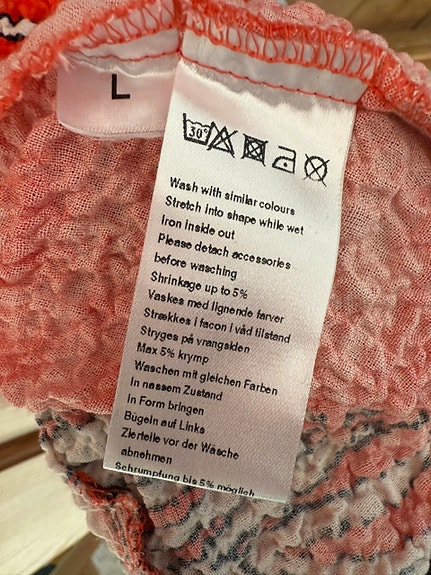 L
30°
Wash with similar colours
Stretch into shape while wet
Iron inside out
Please detach accessories
before wasching
Shrinkage up to 5%
Vaskes med lignende farver
Strækkes i facon i våd tilstand
Stryges på vrangsiden
Max 5% krymp
Waschen mit gleichen Farben
In nassem Zustand
in Form bringen
Bügeln auf Links
Zierteile vor der Wäsche
abnehmen
Schrumpfung bis 5% möglich